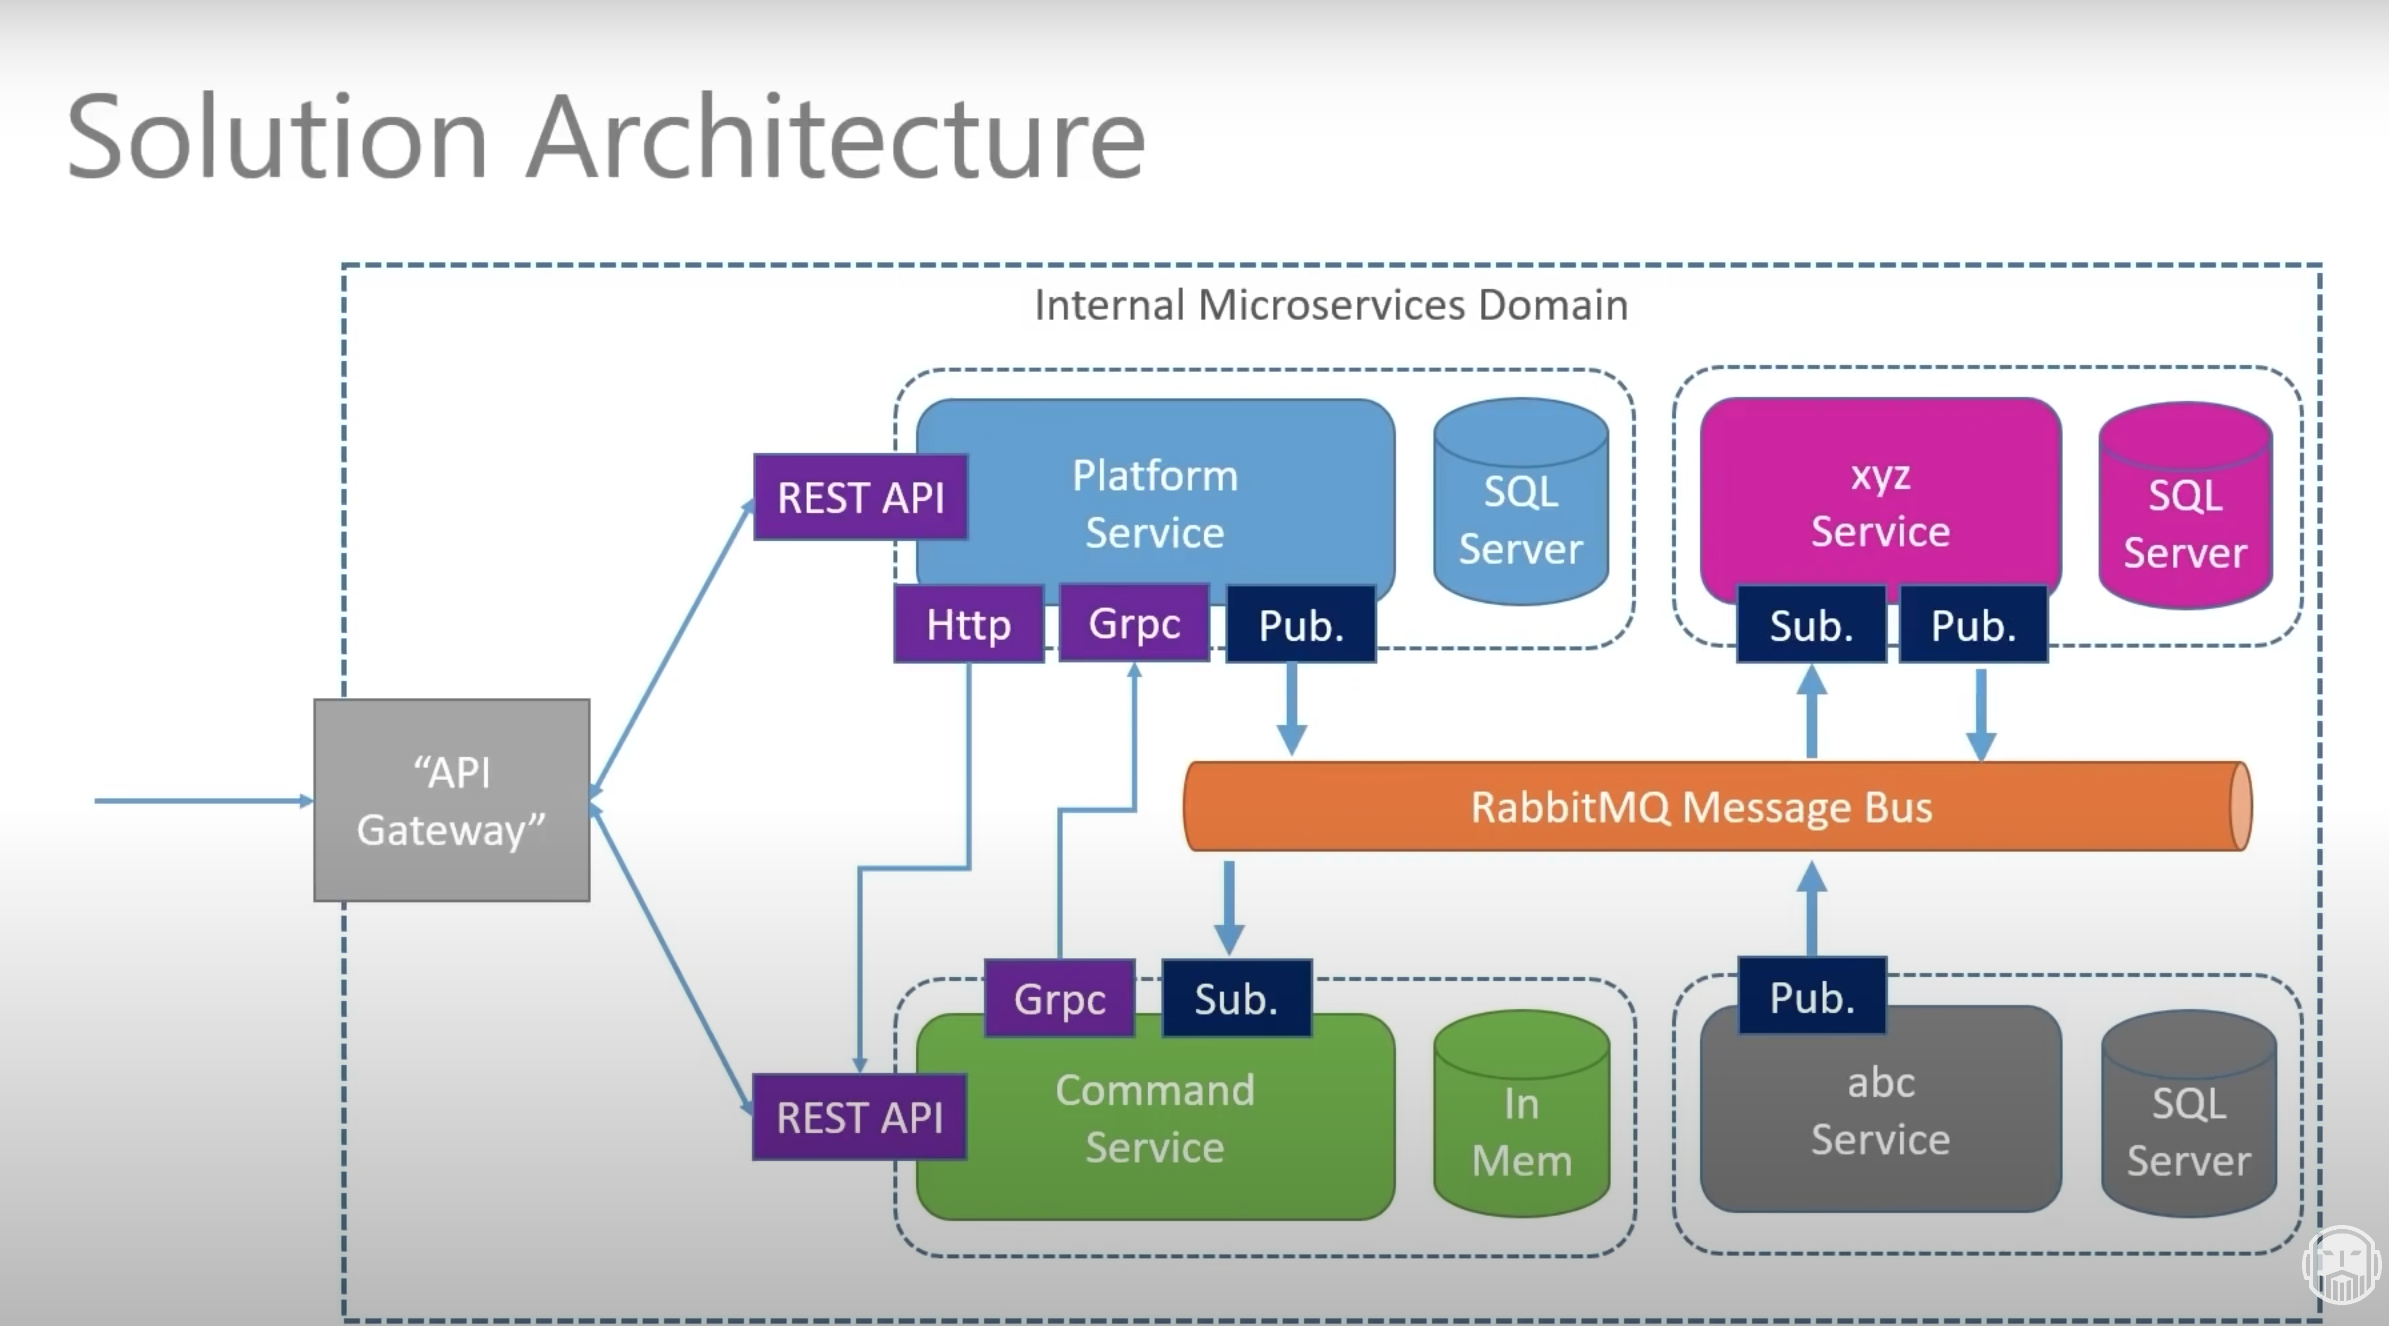 Solution Architecture
Internal Microservices Domain
REST API
Platform
Service
SQL
Server
xyz
Service
SQL
Server
Http
Grpc
Pub.
Sub.
Pub.
“API
Gateway”
RabbitMQ Message Bus
Grpc
Sub.
Pub.
REST API
Command
Service
In
Mem
abc
Service
SQL
Server